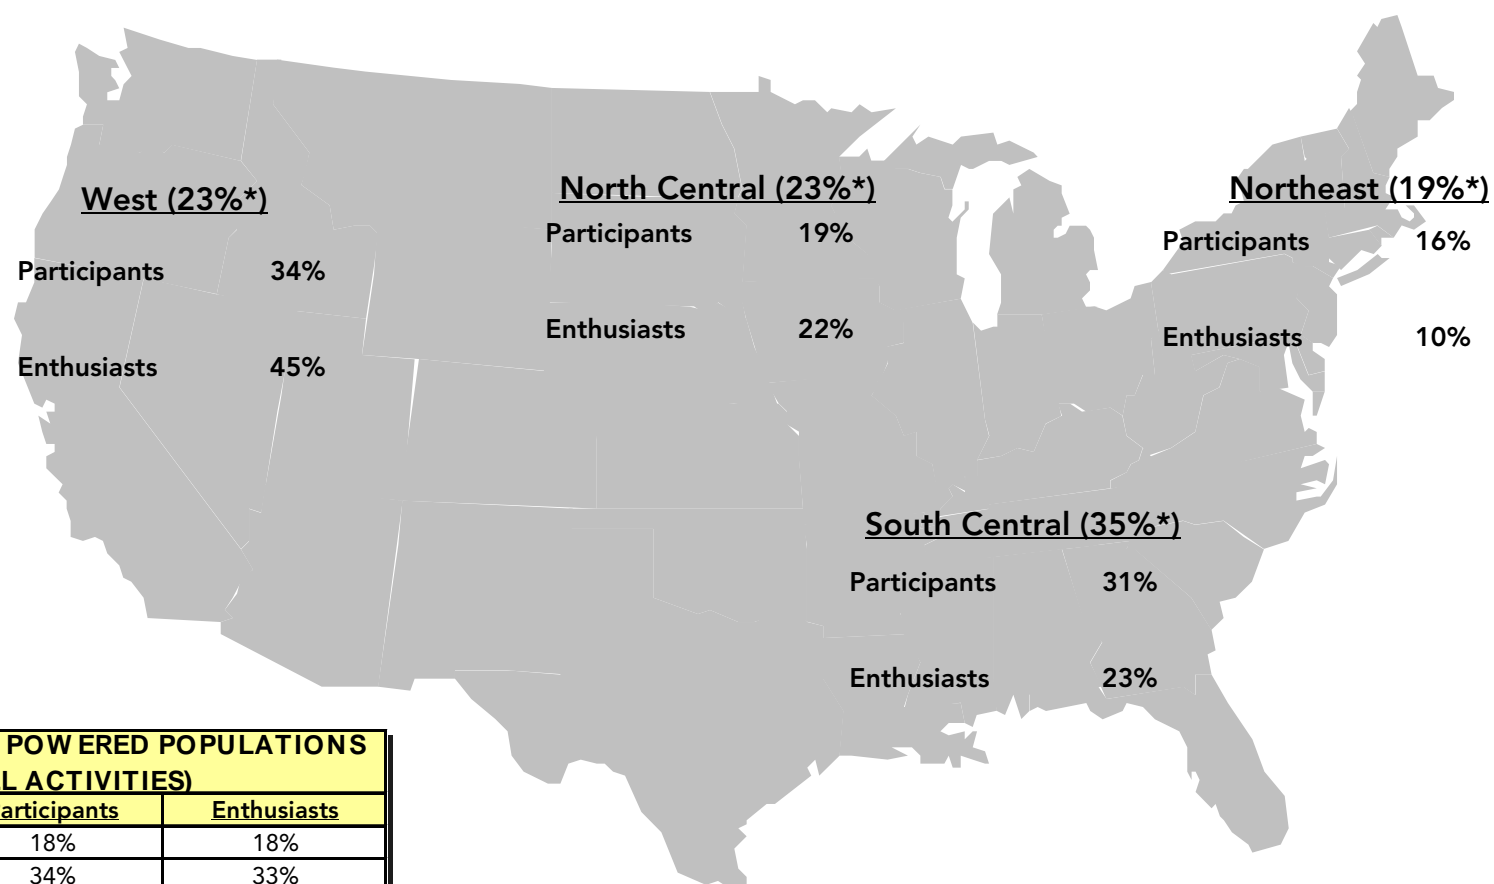 West (23%*)
Participants 34%
Enthusiasts 45%
North Central (23%*)
Participants 19%
Enthusiasts 22%
Northeast (19%*)
Participants 16%
Enthusiasts 10%
South Central (35%*)
Participants 31%
Enthusiasts 23%
POWERED POPULATIONS
ACTIVITIES)
articipants Enthusiasts
18% 18%
34% 33%